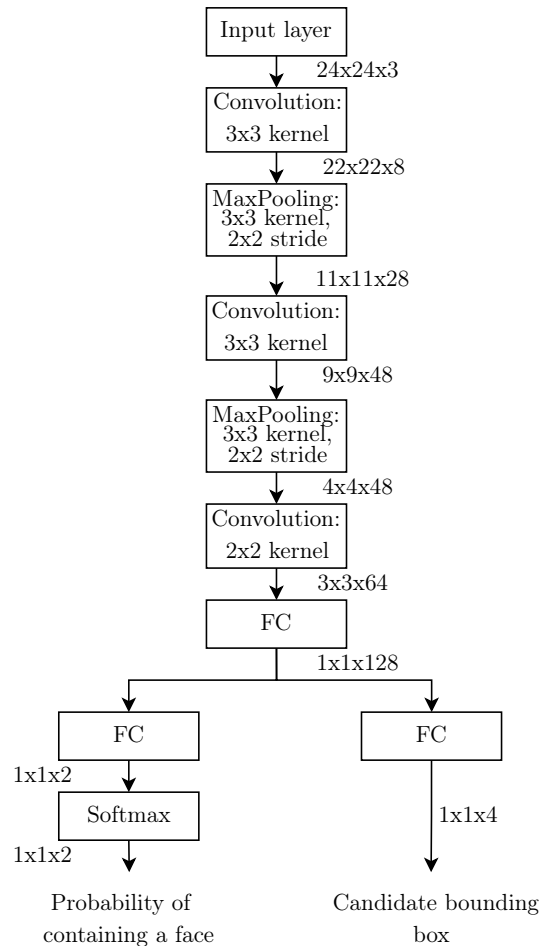 Input layer
24x24x3
Convolution:
3x3 kernel
22x22x8
MaxPooling:
3x3 kernel,
2x2 stride
11x11x28
Convolution:
3x3 kernel
9x9x48
MaxPooling:
3x3 kernel,
2x2 stride
4x4x48
Convolution:
2x2 kernel
3x3x64
FC
1x1x128
FC
FC
1x1x2
Softmax
1x1x4
1x1x2
Probability of
containing a face
Candidate bounding
box